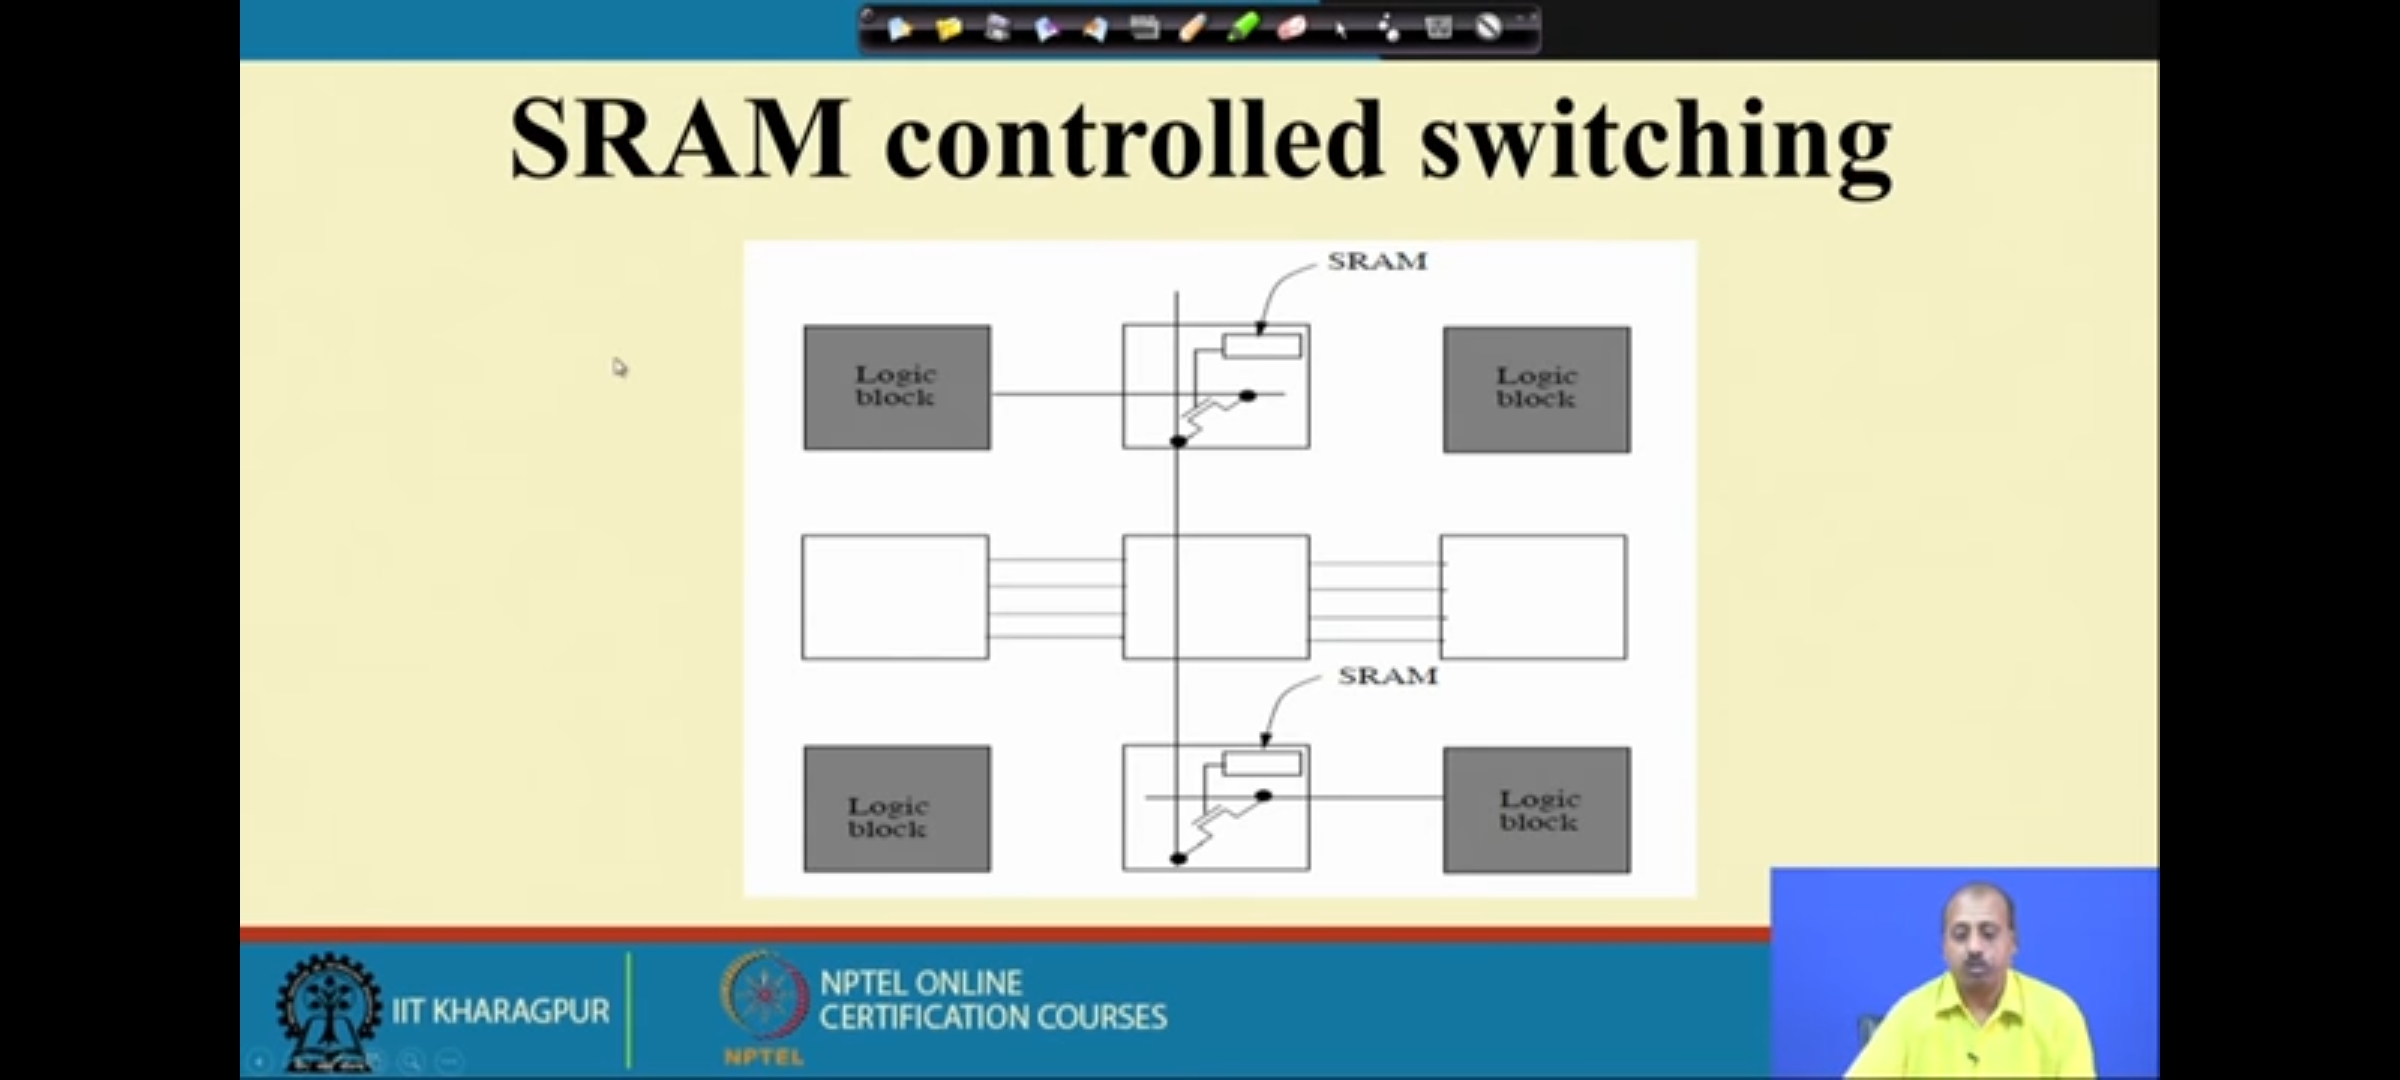 SRAM controlled switching
SRAM
Logic
block
Logic
block
SRAM
Logic
block
Logic
block
IIT KHARAGPUR
NPTEL
NPTEL ONLINE
CERTIFICATION COURSES